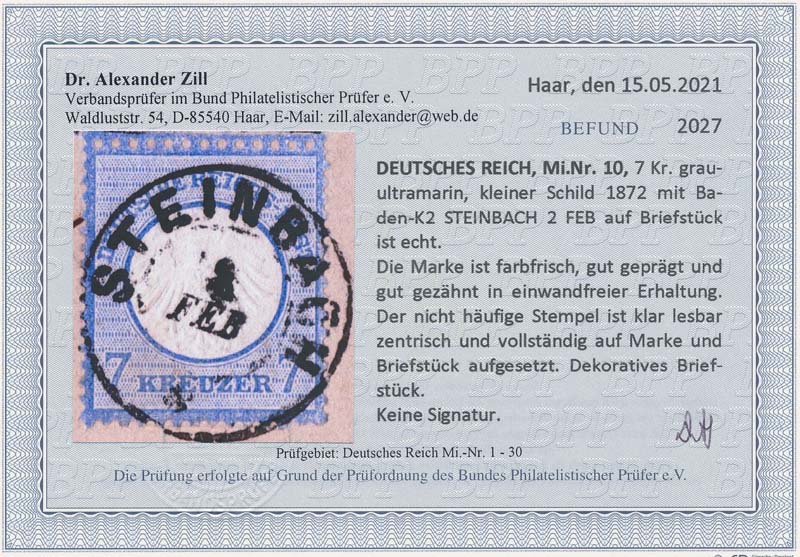 Dr. Alexander Zill
Verbandsprüfer im Bund Philatelistischer Prüfer e. V.
Waldluststr. 54, D-85540 Haar, E-Mail: zill.alexander@web.de
Haar, den 15.05.2021
BEFUND 2027
STEINBACH
FEB
7 KREUZER 7
DEUTSCHES REICH, Mi.Nr. 10, 7 Kr. grau-
ultramarin, kleiner Schild 1872 mit Ba-
den-K2 STEINBACH 2 FEB auf Briefstück
ist echt.
Die Marke ist farbfrisch, gut geprägt und
gut gezähnt in einwandfreier Erhaltung.
Der nicht häufige Stempel ist klar lesbar
zentrisch und vollständig auf Marke und
Briefstück aufgesetzt. Dekoratives Brief-
stück.
Keine Signatur.
Prüfgebiet: Deutsches Reich Mi.-Nr. 1 - 30
Die Prüfung erfolgte auf Grund der Prüfordnung des Bundes Philatelistischer Prüfer e.V.